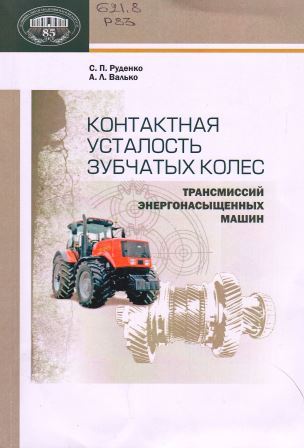 621.8
Р83
85
С. П. Руденко
А. Л. Валько
КОНТАКТНАЯ
УСТАЛОСТЬ
ЗУБЧАТЫХ КОЛЕС
ТРАНСМИССИЙ
ЭНЕРГОНАСЫЩЕННЫХ
МАШИН